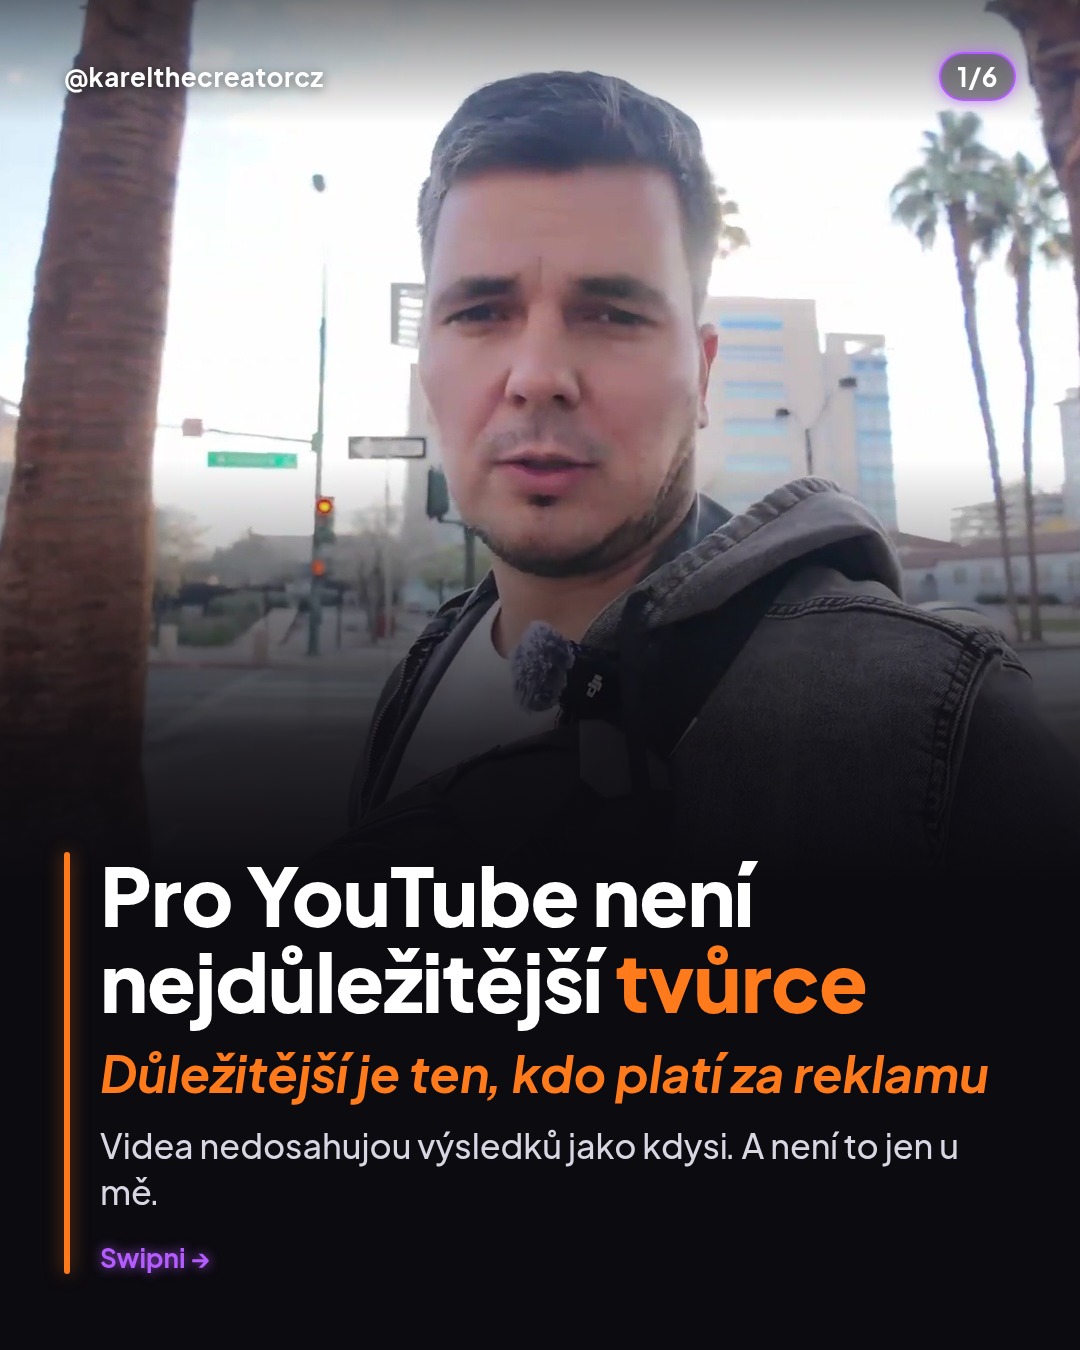 @karelthecreatorcz
1/6
dji
Pro YouTube není
nejdůležitější tvůrce
Důležitější je ten, kdo platí za reklamu
Videa nedosahujou výsledků jako kdysi. A není to jen u
mě.
Swipni →